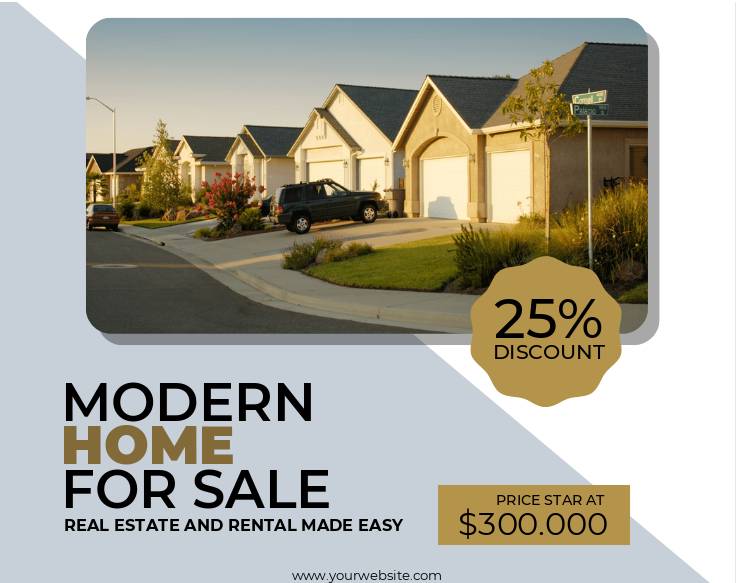 25%
DISCOUNT
MODERN
HOME
FOR SALE
REAL ESTATE AND RENTAL MADE EASY
PRICE STAR AT
$300.000
www.yourwebsite.com